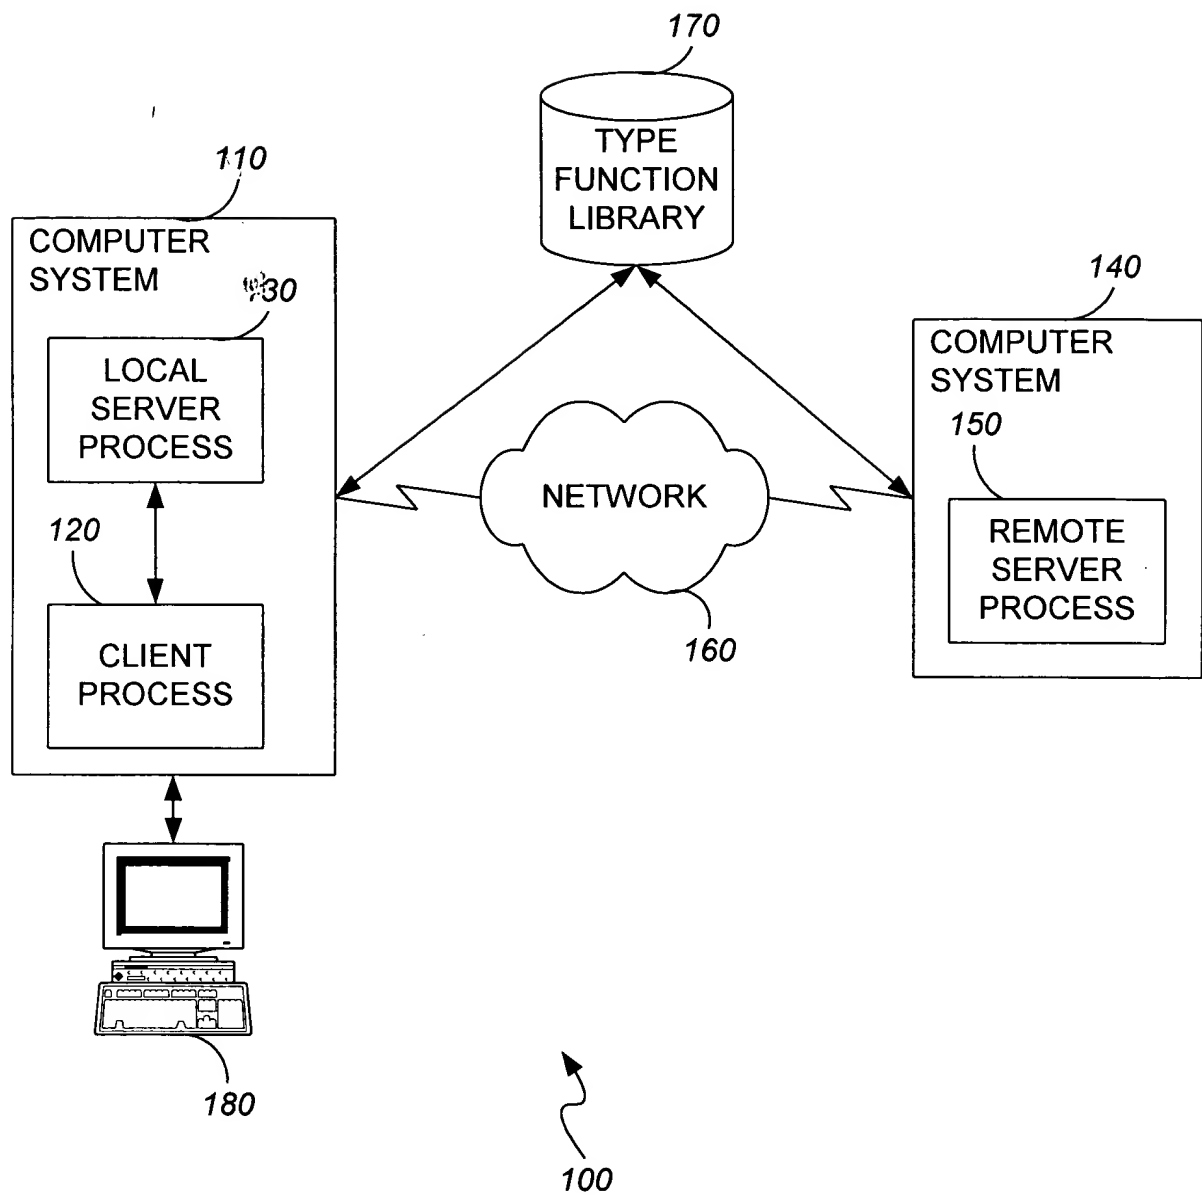 170
TYPE
FUNCTION
LIBRARY
110
COMPUTER
SYSTEM
30
LOCAL
SERVER
PROCESS
120
CLIENT
PROCESS
NETWORK
160
140
COMPUTER
SYSTEM
150
REMOTE
SERVER
PROCESS
180
100